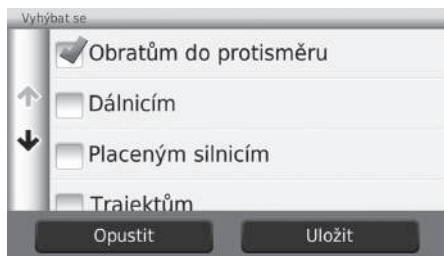 Vyhýbat se
Obratům do protisměru
Dálnicím
Placeným silnicím
Trajektům
Opustit
Uložit